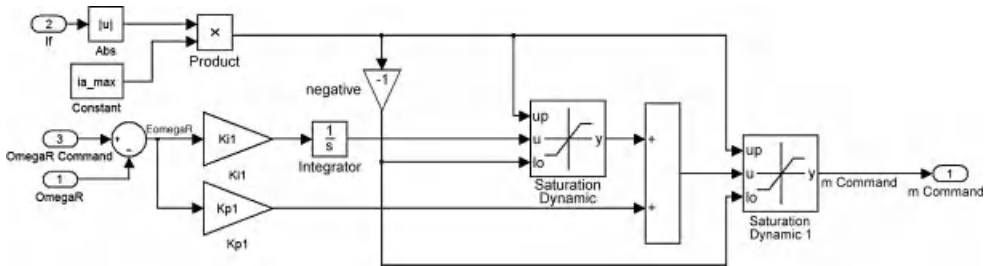 2
If
|u|
Abs
×
Product
ia_max
Constant
negative
-1
3
OmegaR Command
1
OmegaR
+
-
EomegaR
Ki1
Ki1
1
s
Integrator
Kp1
Kp1
up
u
lo
y
Saturation
Dynamic
+
+
up
u
lo
y
Saturation
Dynamic 1
m Command
1
m Command